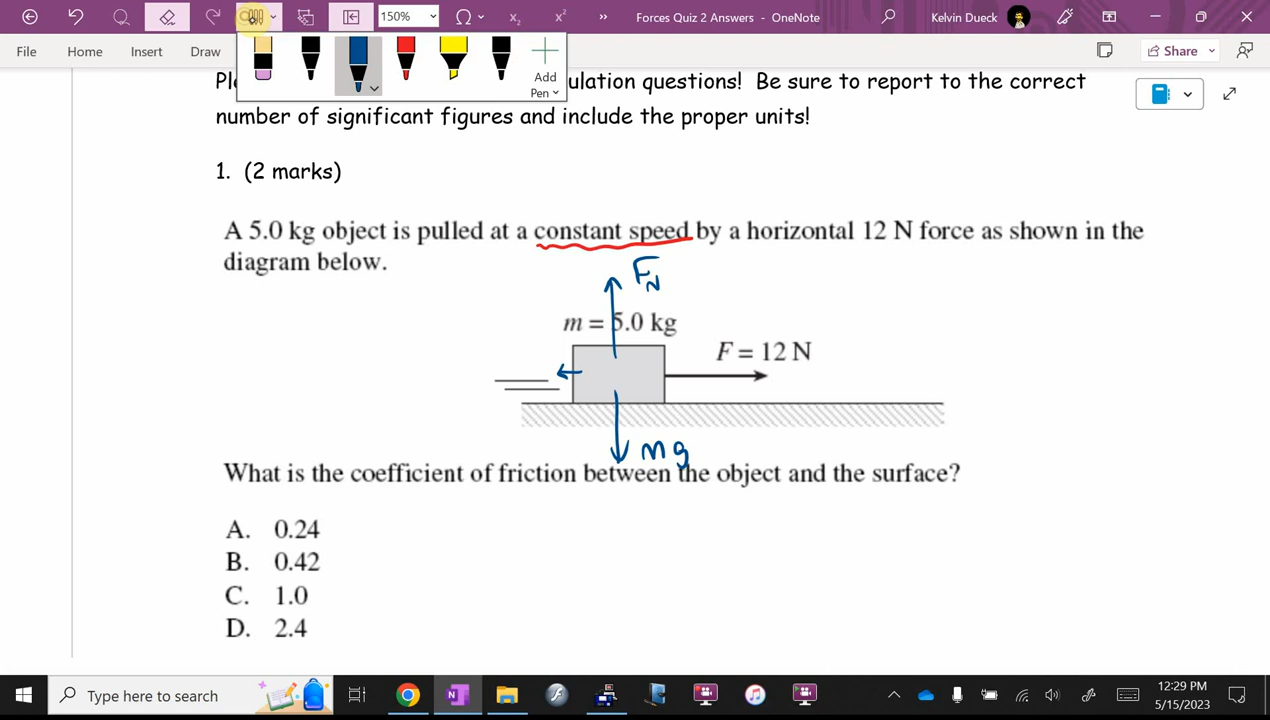 150%
Ω
x₂
x²
»
Forces Quiz 2 Answers - OneNote
Kelvin Dueck
File
Home
Insert
Draw
Share
Add
Pen
Ple
ulation questions! Be sure to report to the correct
number of significant figures and include the proper units!
1. (2 marks)
A 5.0 kg object is pulled at a constant speed by a horizontal 12 N force as shown in the
diagram below.
FN
m = 5.0 kg
F = 12 N
mg
What is the coefficient of friction between the object and the surface?
A. 0.24
B. 0.42
C. 1.0
D. 2.4
Type here to search
12:29 PM
5/15/2023